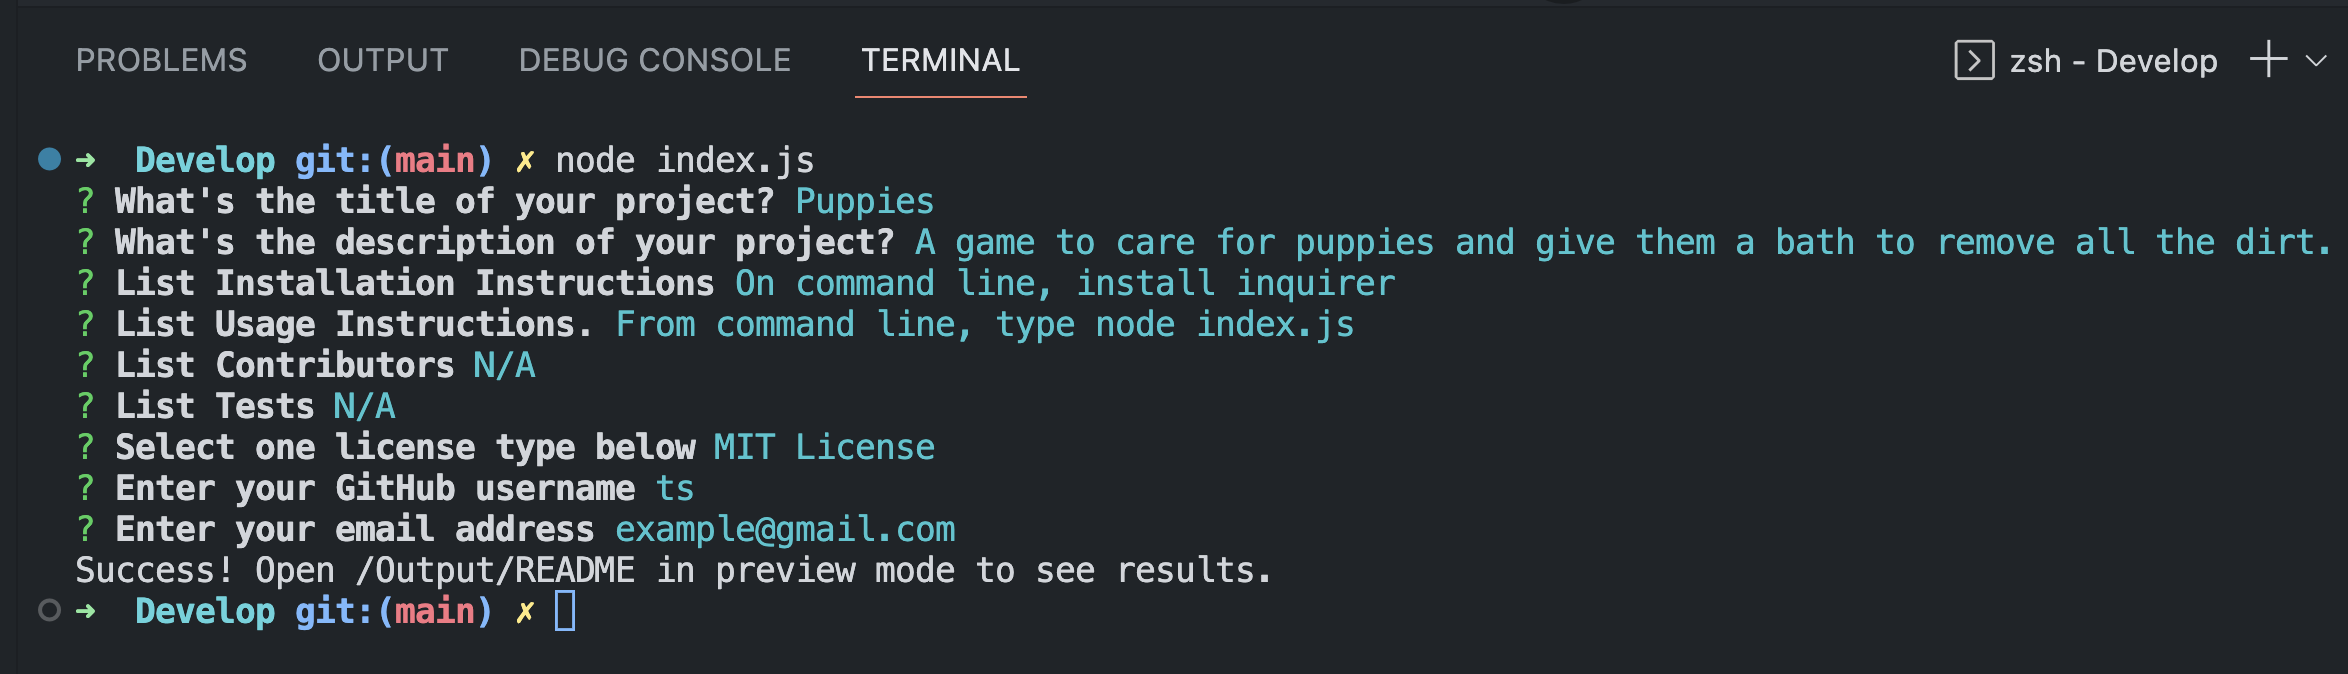 PROBLEMS OUTPUT DEBUG CONSOLE TERMINAL zsh - Develop
➜ Develop git:(main) ✗ node index.js
? What's the title of your project? Puppies
? What's the description of your project? A game to care for puppies and give them a bath to remove all the dirt.
? List Installation Instructions On command line, install inquirer
? List Usage Instructions. From command line, type node index.js
? List Contributors N/A
? List Tests N/A
? Select one license type below MIT License
? Enter your GitHub username ts
? Enter your email address example@gmail.com
Success! Open /Output/README in preview mode to see results.
➜ Develop git:(main) ✗